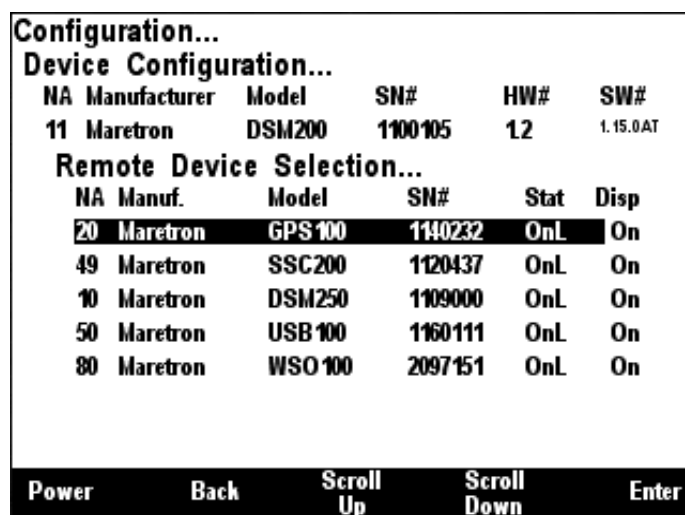 Configuration...
Device Configuration...
NA Manufacturer Model SN# HW# SW#
11 Maretron DSM200 1100105 1.2 1.15.0AT
Remote Device Selection...
NA Manuf. Model SN# Stat Disp
20 Maretron GPS100 1140232 OnL On
49 Maretron SSC200 1120437 OnL On
10 Maretron DSM250 1109000 OnL On
50 Maretron USB100 1160111 OnL On
80 Maretron WSO100 2097151 OnL On
Power Back Scroll Up Scroll Down Enter